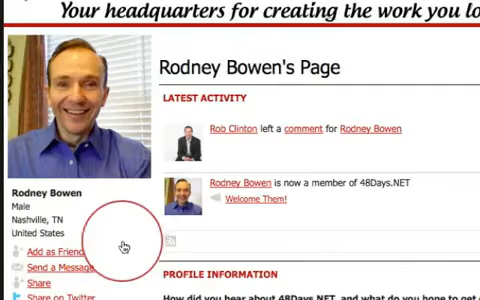 Your headquarters for creating the work you lo
Rodney Bowen's Page
LATEST ACTIVITY
Rob Clinton left a comment for Rodney Bowen
Rodney Bowen is now a member of 48Days.NET
Welcome Them!
Rodney Bowen
Male
Nashville, TN
United States
Add as Friend
Send a Message
Share
Share on Twitter
PROFILE INFORMATION
How did you hear about 48Days.NET, and what do you hope to get